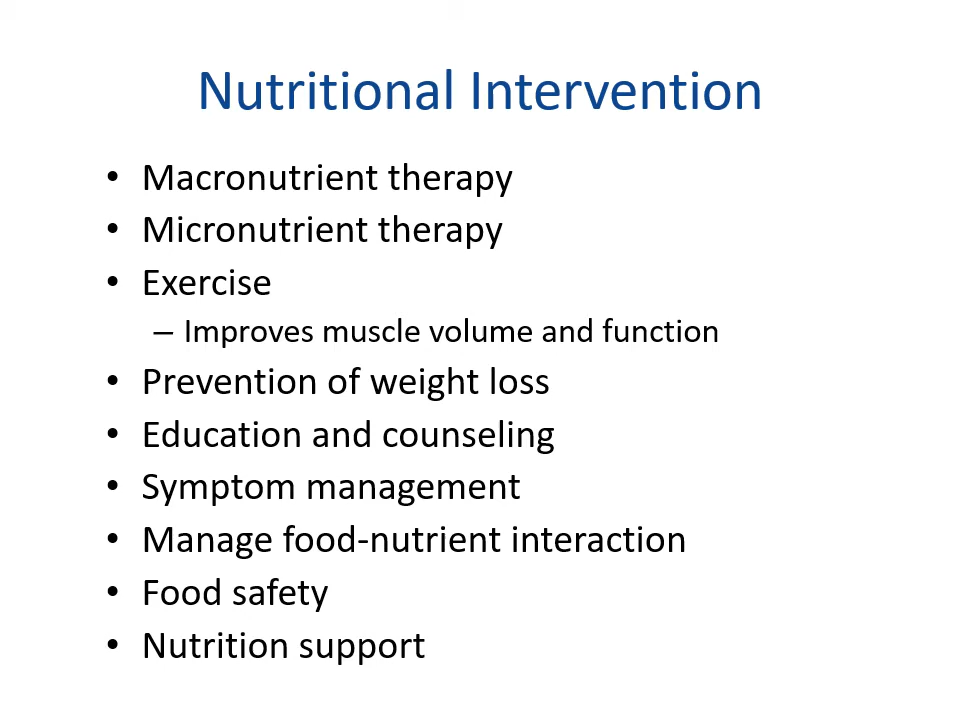 Nutritional Intervention
• Macronutrient therapy
• Micronutrient therapy
• Exercise
– Improves muscle volume and function
• Prevention of weight loss
• Education and counseling
• Symptom management
• Manage food-nutrient interaction
• Food safety
• Nutrition support